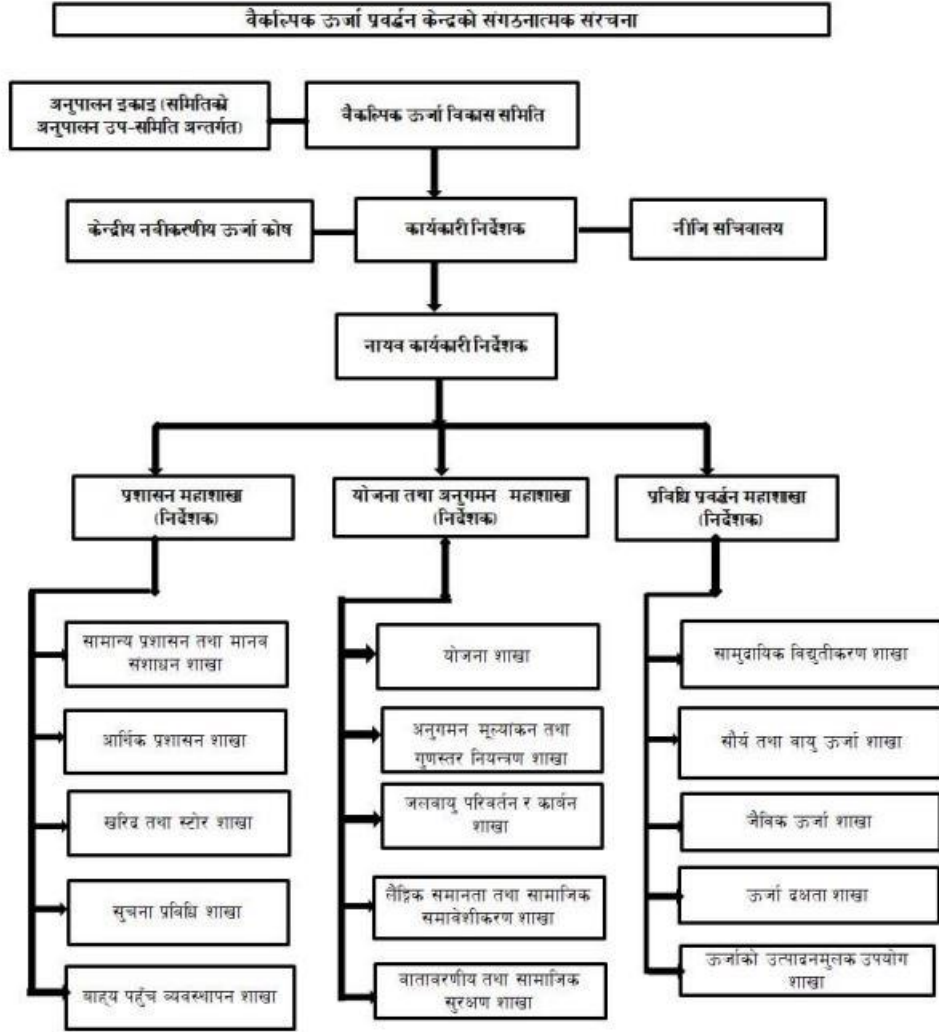 वैकल्पिक ऊर्जा प्रवर्द्धन केन्द्रको संगठनात्मक संरचना
अनुपालन इकाइ (समितिको
अनुपालन उप-समिति अन्तर्गत)
वैकल्पिक ऊर्जा विकास समिति
केन्द्रीय नवीकरणीय ऊर्जा कोष
कार्यकारी निर्देशक
नीजि सचिवालय
नायव कार्यकारी निर्देशक
प्रशासन महाशाखा
(निर्देशक)
योजना तथा अनुगमन महाशाखा
(निर्देशक)
प्रविधि प्रवर्द्धन महाशाखा
(निर्देशक)
सामान्य प्रशासन तथा मानव
संशाधन शाखा
आर्थिक प्रशासन शाखा
खरिद तथा स्टोर शाखा
सुचना प्रविधि शाखा
बाह्य पहुँच व्यवस्थापन शाखा
योजना शाखा
अनुगमन मूल्यांकन तथा
गुणस्तर नियन्त्रण शाखा
जलवायु परिवर्तन र कार्वन
शाखा
लैङ्गिक समानता तथा सामाजिक
समावेशीकरण शाखा
वातावरणीय तथा सामाजिक
सुरक्षण शाखा
सामुदायिक विद्युतीकरण शाखा
सौर्य तथा वायु ऊर्जा शाखा
जैविक ऊर्जा शाखा
ऊर्जा दक्षता शाखा
ऊर्जाको उत्पादनमुलक उपयोग
शाखा